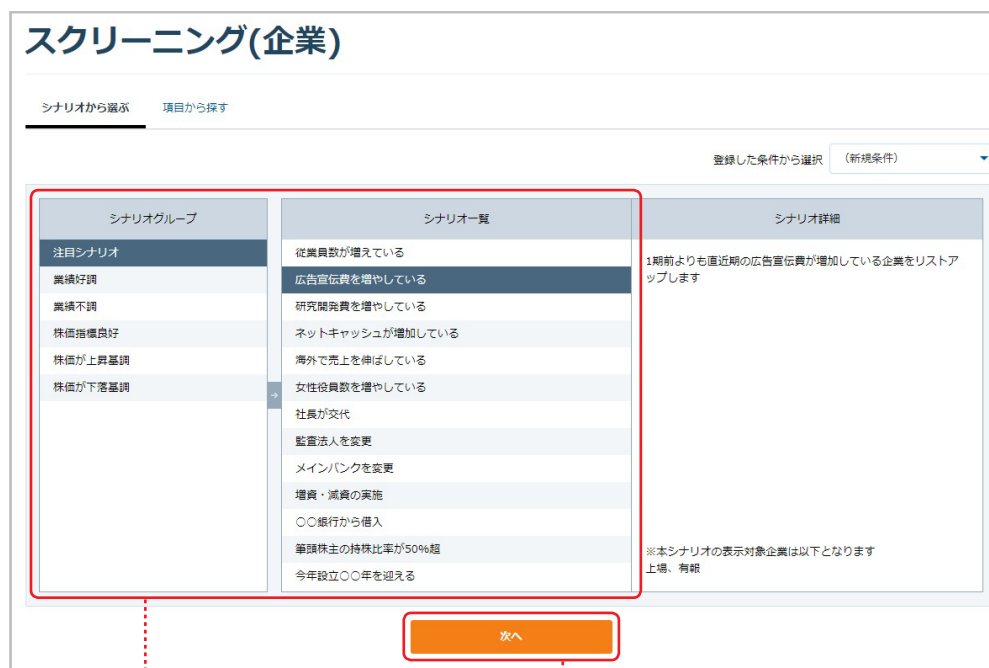 スクリーニング(企業)
シナリオから選ぶ 項目から探す
登録した条件から選択 (新規条件)
シナリオグループ
注目シナリオ
業績好調
業績不調
株価指標良好
株価が上昇基調
株価が下落基調
→
シナリオ一覧
従業員数が増えている
広告宣伝費を増やしている
研究開発費を増やしている
ネットキャッシュが増加している
海外で売上を伸ばしている
女性役員数を増やしている
社長が交代
監査法人を変更
メインバンクを変更
増資・減資の実施
○○銀行から借入
筆頭株主の持株比率が50%超
今年設立○○年を迎える
シナリオ詳細
1期前よりも直近期の広告宣伝費が増加している企業をリストア
ップします
※本シナリオの表示対象企業は以下となります
上場、有報
次へ